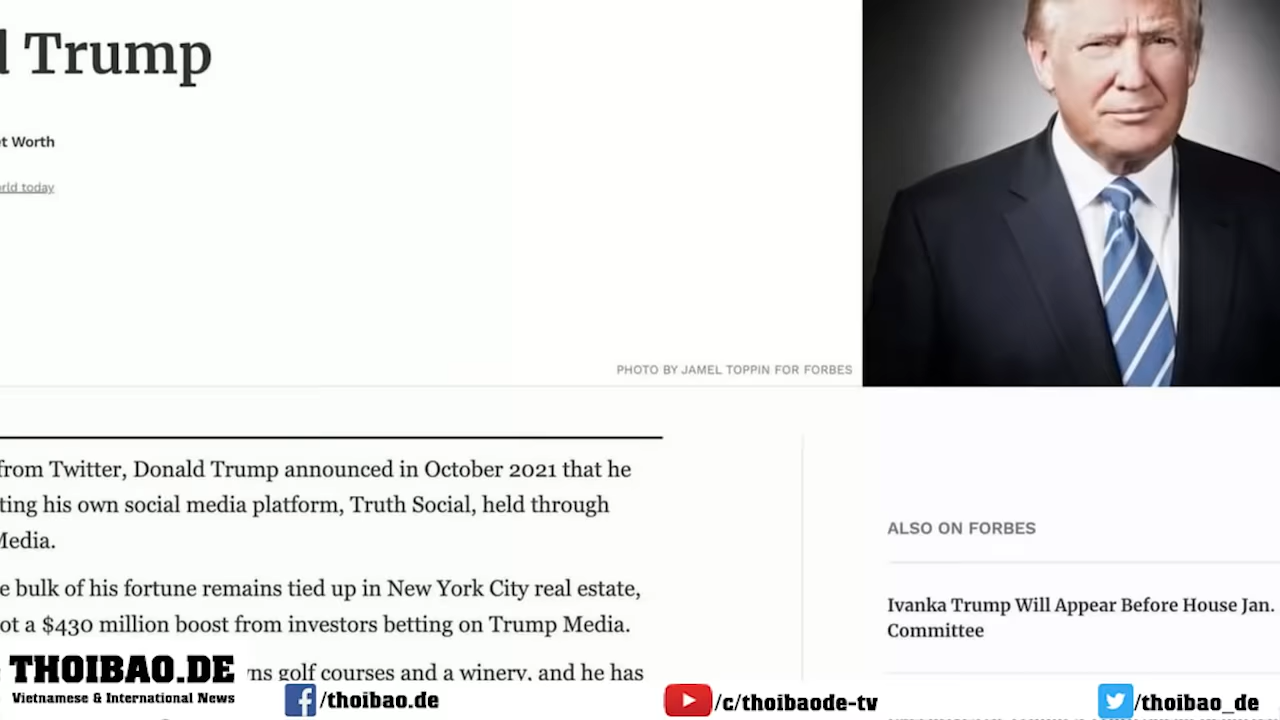 Trump
Worth
today
PHOTO BY JAMEL TOPPIN FOR FORBES
from Twitter, Donald Trump announced in October 2021 that he
his own social media platform, Truth Social, held through
Media.
bulk of his fortune remains tied up in New York City real estate,
a $430 million boost from investors betting on Trump Media.
golf courses and a winery, and he has
ALSO ON FORBES
Ivanka Trump Will Appear Before House Jan.
Committee
THOIBAO.DE
Vietnamese & International News
/thoibao.de
/c/thoibaode-tv
/thoibao_de